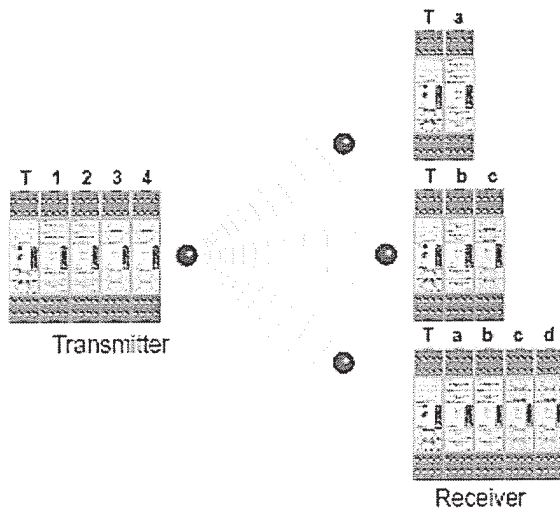 T a
T 1 2 3 4
T b c
Transmitter
T a b c d
Receiver